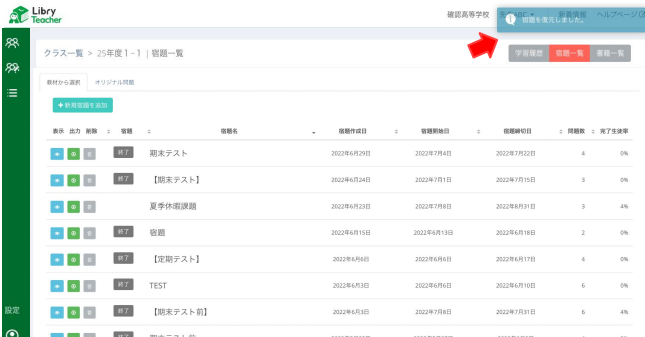 Libry Teacher
確認高等学校
宿題を復元しました。
クラス一覧 > 25年度1-1 | 宿題一覧
学習履歴 宿題一覧 書籍一覧
教材から選択 オリジナル問題
+新規宿題を追加
表示 出力 削除 宿題 宿題名 宿題作成日 宿題開始日 宿題締切日 問題数 完了生徒率
終了 期末テスト 2022年6月29日 2022年7月4日 2022年7月22日 4 0%
終了 【期末テスト】 2022年6月24日 2022年7月1日 2022年7月15日 3 0%
夏季休暇課題 2022年6月23日 2022年7月8日 2022年8月31日 3 4%
終了 宿題 2022年6月15日 2022年6月13日 2022年6月18日 2 0%
終了 【定期テスト】 2022年6月6日 2022年6月6日 2022年6月17日 4 0%
終了 TEST 2022年6月3日 2022年6月6日 2022年6月10日 6 0%
設定
終了 【期末テスト前】 2022年6月3日 2022年7月8日 2022年7月31日 6 4%